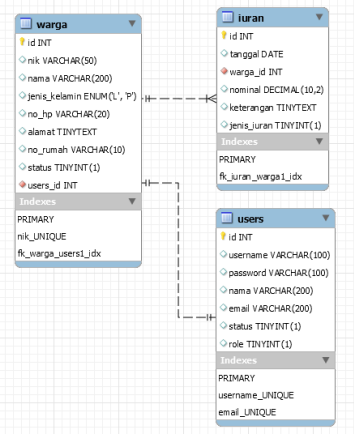 warga
id INT
nik VARCHAR(50)
nama VARCHAR(200)
jenis_kelamin ENUM('L', 'P')
no_hp VARCHAR(20)
alamat TINYTEXT
no_rumah VARCHAR(10)
status TINYINT(1)
users_id INT
Indexes
PRIMARY
nik_UNIQUE
fk_warga_users1_idx
iuran
id INT
tanggal DATE
warga_id INT
nominal DECIMAL(10,2)
keterangan TINYTEXT
jenis_iuran TINYINT(1)
Indexes
PRIMARY
fk_iuran_warga1_idx
users
id INT
username VARCHAR(100)
password VARCHAR(100)
nama VARCHAR(200)
email VARCHAR(200)
status TINYINT(1)
role TINYINT(1)
Indexes
PRIMARY
username_UNIQUE
email_UNIQUE